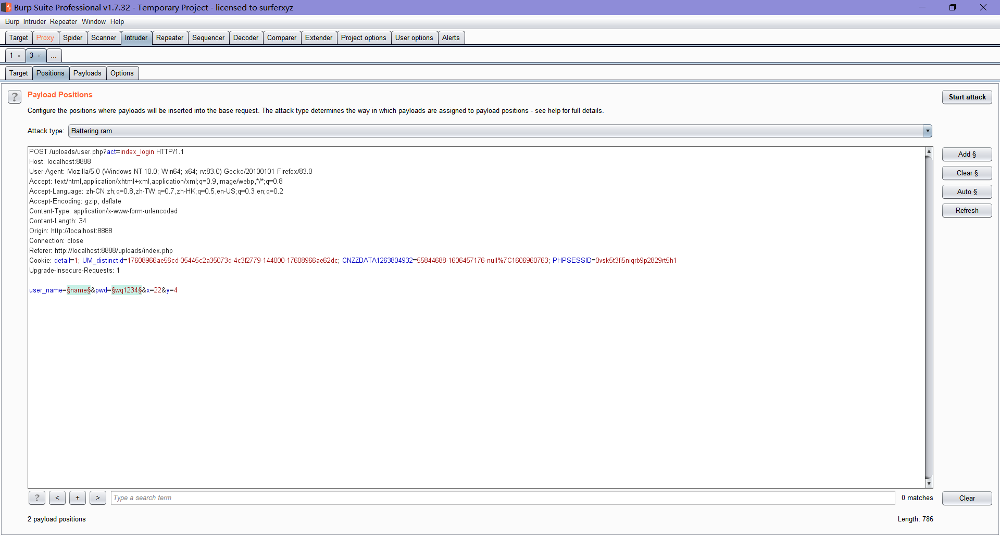 Burp Suite Professional v1.7.32 - Temporary Project - licensed to surferxyz
Burp Intruder Repeater Window Help
Target Proxy Spider Scanner Intruder Repeater Sequencer Decoder Comparer Extender Project options User options Alerts
1 × 3 × ...
Target Positions Payloads Options
? Payload Positions
Start attack
Configure the positions where payloads will be inserted into the base request. The attack type determines the way in which payloads are assigned to payload positions - see help for full details.
Attack type: Battering ram
POST /uploads/user.php?act=index_login HTTP/1.1
Host: localhost:8888
User-Agent: Mozilla/5.0 (Windows NT 10.0; Win64; x64; rv:83.0) Gecko/20100101 Firefox/83.0
Accept: text/html,application/xhtml+xml,application/xml;q=0.9,image/webp,*/*;q=0.8
Accept-Language: zh-CN,zh;q=0.8,zh-TW;q=0.7,zh-HK;q=0.5,en-US;q=0.3,en;q=0.2
Accept-Encoding: gzip, deflate
Content-Type: application/x-www-form-urlencoded
Content-Length: 34
Origin: http://localhost:8888
Connection: close
Referer: http://localhost:8888/uploads/index.php
Cookie: detail=1; UM_distinctid=17608966ae56cd-05445c2a35073d-4c3f2779-144000-17608966ae62dc; CNZZDATA1263804932=55844688-1606457176-null%7C1606960763; PHPSESSID=0vsk5t3fi5niqrb9p2829rt5h1
Upgrade-Insecure-Requests: 1
user_name=§name§&pwd=§wq1234§&x=22&y=4
Add §
Clear §
Auto §
Refresh
? < + > Type a search term 0 matches Clear
2 payload positions Length: 786